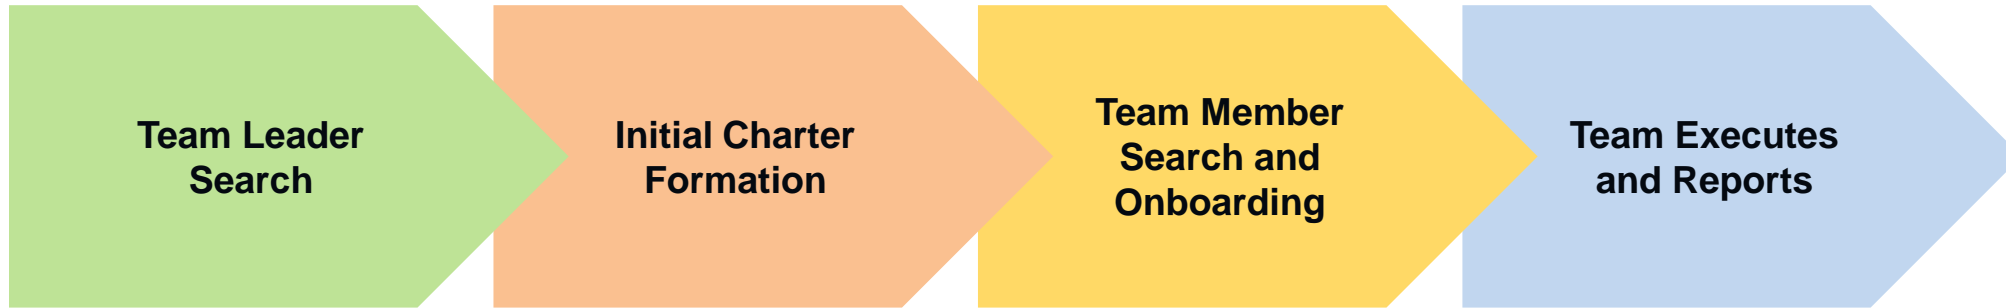 Team Leader
Search
Initial Charter
Formation
Team Member
Search and
Onboarding
Team Executes
and Reports